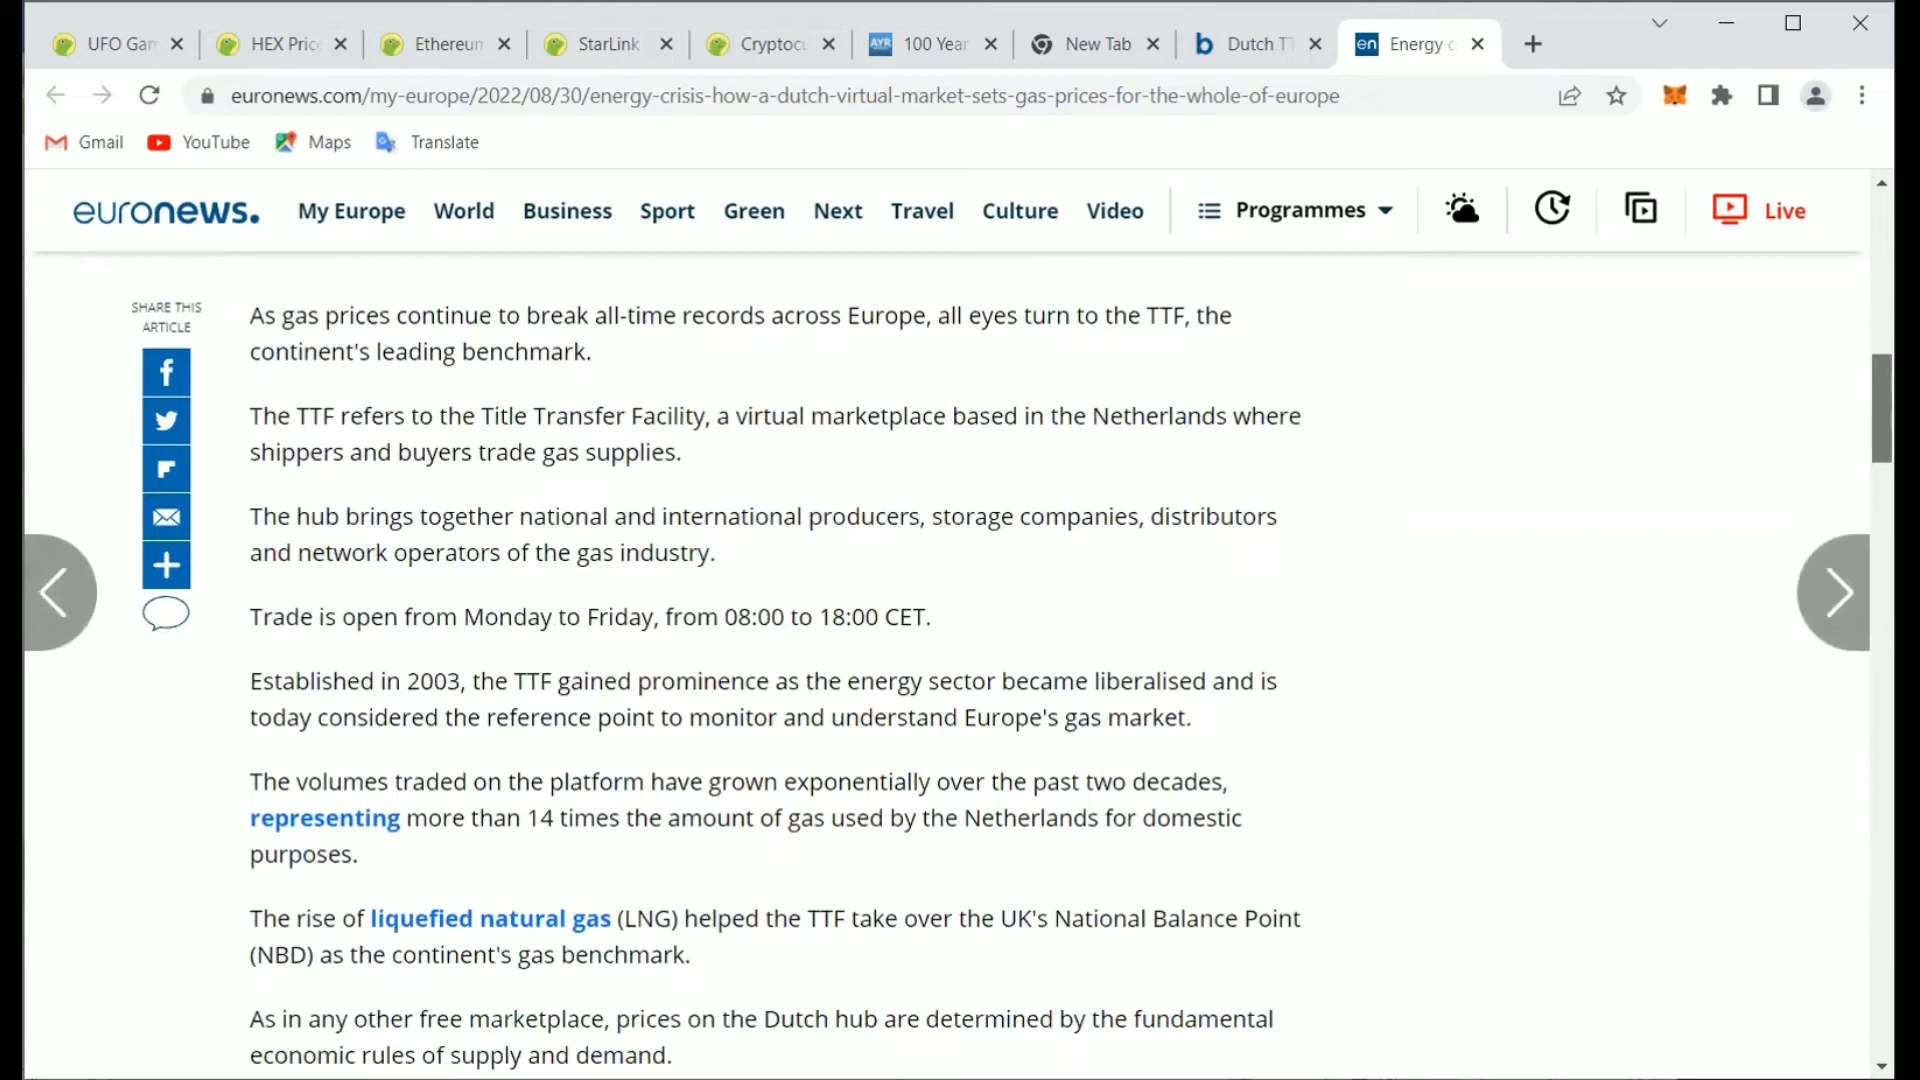 UFO Gar
HEX Pric
Ethereun
StarLink
Cryptocu
AYR
100 Year
New Tab
Dutch TT
en
Energy c
euronews.com/my-europe/2022/08/30/energy-crisis-how-a-dutch-virtual-market-sets-gas-prices-for-the-whole-of-europe
Gmail
YouTube
Maps
Translate
euronews.
My Europe
World
Business
Sport
Green
Next
Travel
Culture
Video
Programmes
Live
SHARE THIS
ARTICLE
As gas prices continue to break all-time records across Europe, all eyes turn to the TTF, the
continent's leading benchmark.
The TTF refers to the Title Transfer Facility, a virtual marketplace based in the Netherlands where
shippers and buyers trade gas supplies.
The hub brings together national and international producers, storage companies, distributors
and network operators of the gas industry.
Trade is open from Monday to Friday, from 08:00 to 18:00 CET.
Established in 2003, the TTF gained prominence as the energy sector became liberalised and is
today considered the reference point to monitor and understand Europe's gas market.
The volumes traded on the platform have grown exponentially over the past two decades,
representing more than 14 times the amount of gas used by the Netherlands for domestic
purposes.
The rise of liquefied natural gas (LNG) helped the TTF take over the UK's National Balance Point
(NBD) as the continent's gas benchmark.
As in any other free marketplace, prices on the Dutch hub are determined by the fundamental
economic rules of supply and demand.